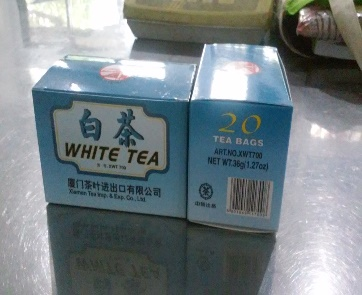 白茶
WHITE TEA
厦门茶叶进出口有限公司
Xiamen Tea Imp. & Exp. Co., Ltd.
20
TEA BAGS
ART.NO.XWT700
NET WT.36g(1.27oz)